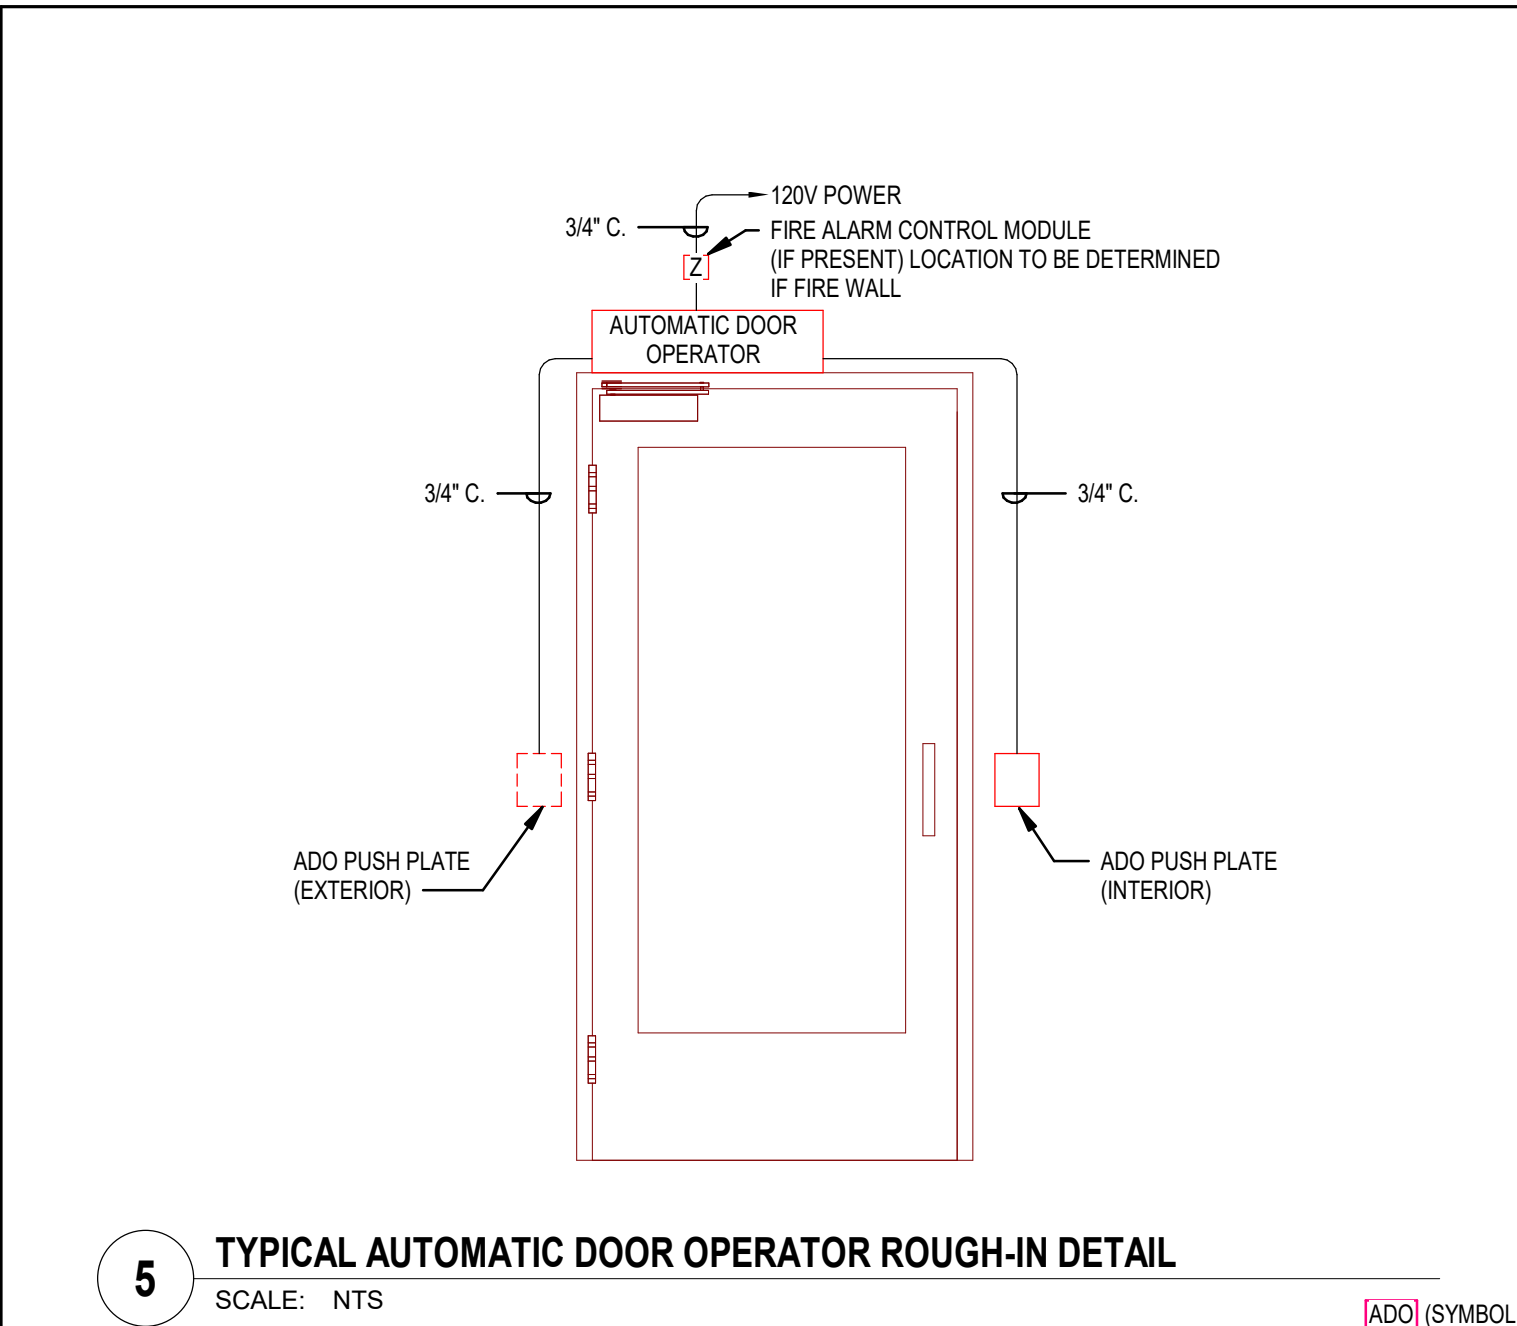 120V POWER
3/4" C.
FIRE ALARM CONTROL MODULE
(IF PRESENT) LOCATION TO BE DETERMINED
IF FIRE WALL
Z
AUTOMATIC DOOR
OPERATOR
3/4" C.
3/4" C.
ADO PUSH PLATE
(EXTERIOR)
ADO PUSH PLATE
(INTERIOR)
5
TYPICAL AUTOMATIC DOOR OPERATOR ROUGH-IN DETAIL
SCALE: NTS
ADO (SYMBOL